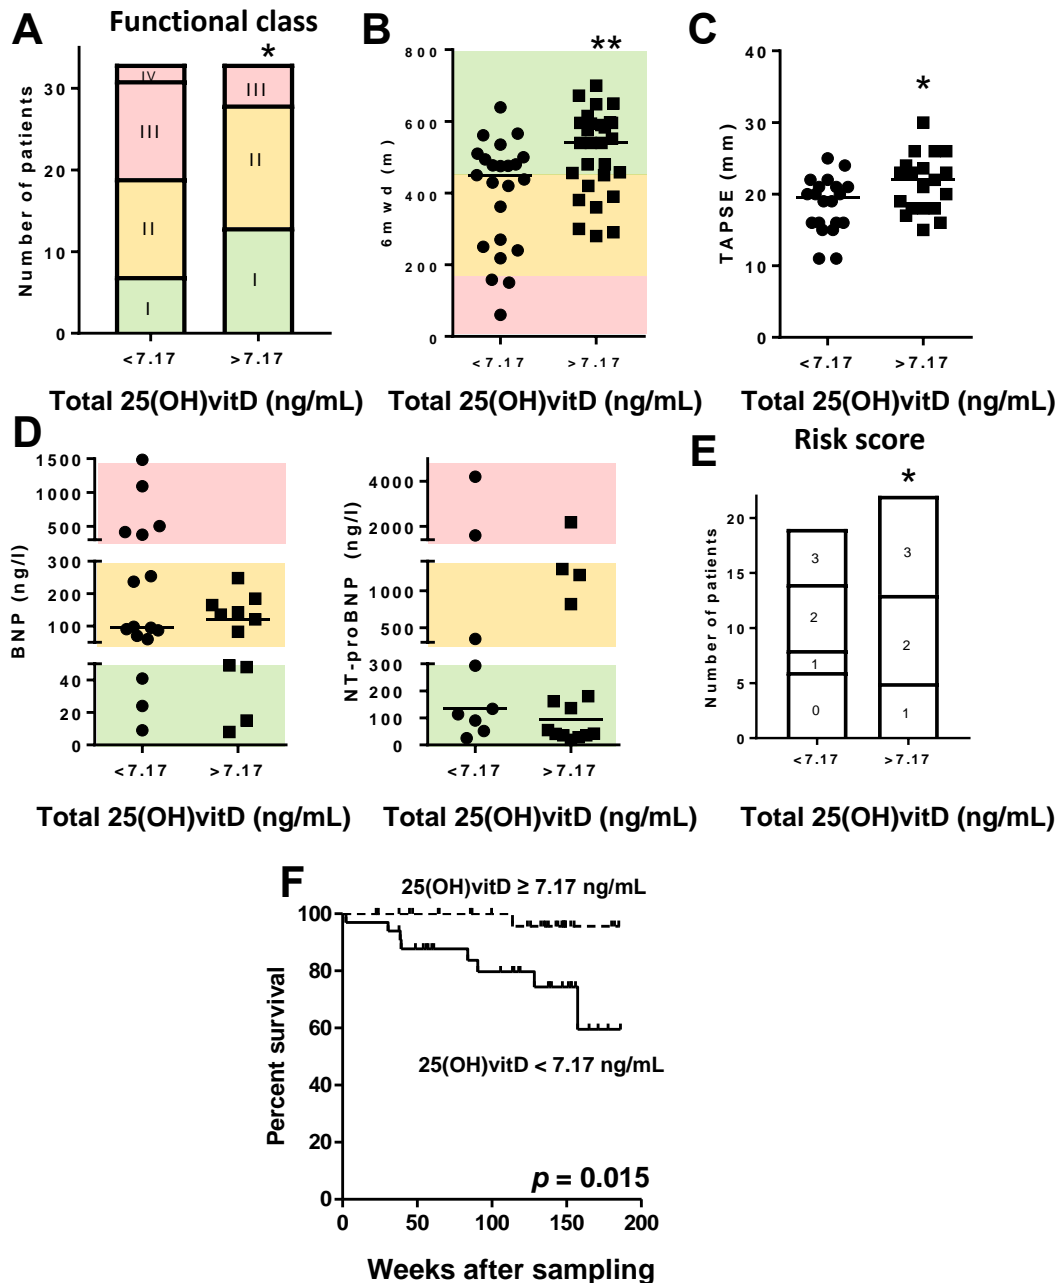 A
Functional class
*
Number of patients
30
20
10
0
IV
III
II
I
III
II
I
<7.17
>7.17
Total 25(OH)vitD (ng/mL)
B
**
6mwd (m)
800
600
400
200
0
<7.17
>7.17
Total 25(OH)vitD (ng/mL)
C
*
TAPSE (mm)
40
30
20
10
0
<7.17
>7.17
Total 25(OH)vitD (ng/mL)
D
BNP (ng/l)
1500
1000
500
300
200
100
40
20
0
<7.17
>7.17
Total 25(OH)vitD (ng/mL)
NT-proBNP (ng/l)
4000
2000
1000
500
300
200
100
0
<7.17
>7.17
Total 25(OH)vitD (ng/mL)
E
Risk score
*
Number of patients
20
15
10
5
0
3
2
1
0
3
2
1
<7.17
>7.17
Total 25(OH)vitD (ng/mL)
F
25(OH)vitD ≥ 7.17 ng/mL
Percent survival
100
80
60
40
20
0
25(OH)vitD < 7.17 ng/mL
p = 0.015
0
50
100
150
200
Weeks after sampling